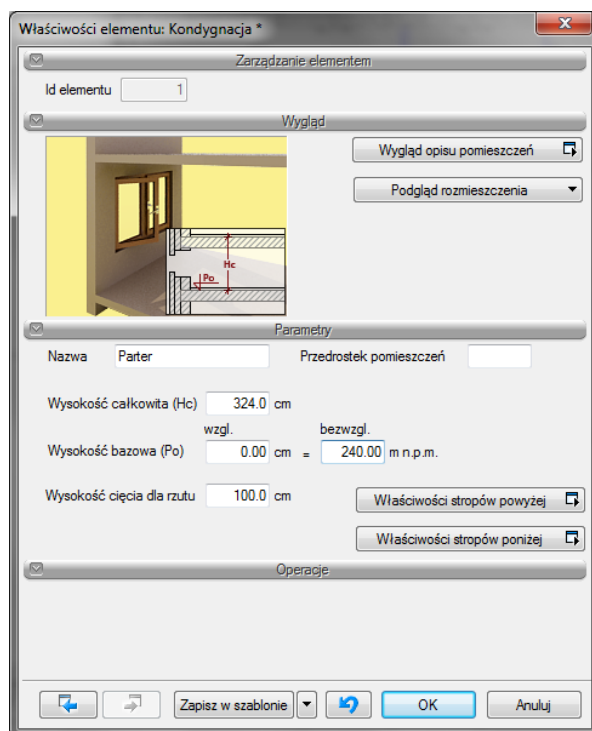 Właściwości elementu: Kondygnacja *
Zarządzanie elementem
Id elementu 1
Wygląd
Wygląd opisu pomieszczeń
Podgląd rozmieszczenia
Hc
Po
Parametry
Nazwa Parter Przedrostek pomieszczeń
Wysokość całkowita (Hc) 324.0 cm
wzgl. bezwzgl.
Wysokość bazowa (Po) 0.00 cm = 240.00 m n.p.m.
Wysokość cięcia dla rzutu 100.0 cm
Właściwości stropów powyżej
Właściwości stropów poniżej
Operacje
Zapisz w szablonie OK Anuluj